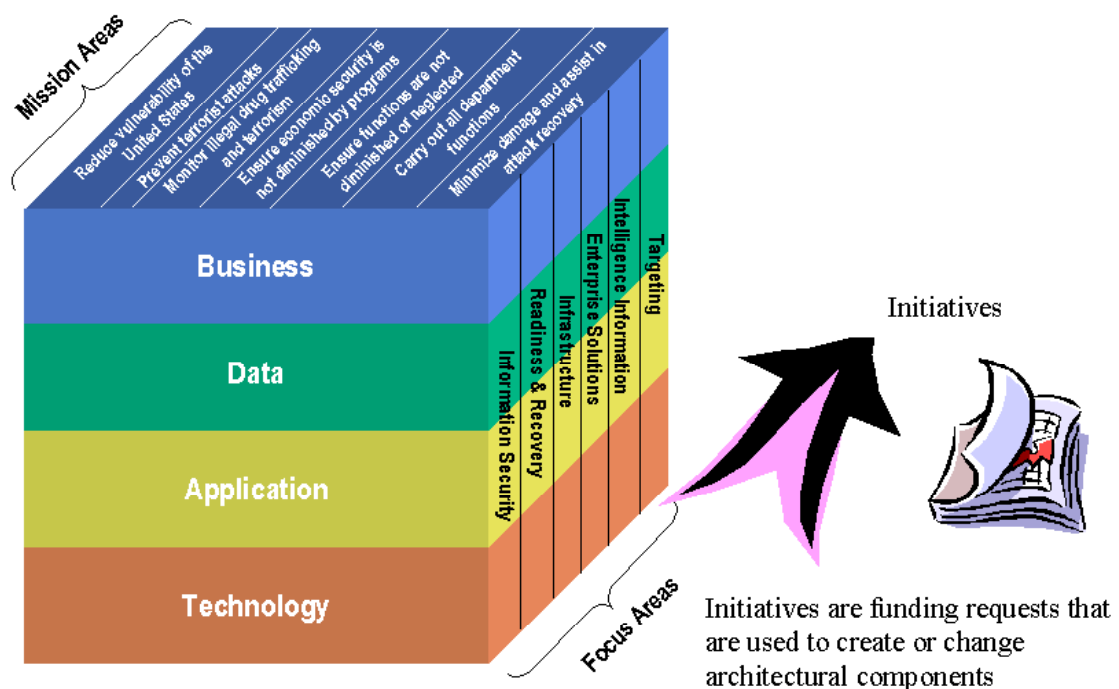 Mission Areas
Reduce vulnerability of the
United States
Prevent terrorist attacks
Monitor illegal drug trafficking
and terrorism
Ensure economic security is
not diminished by programs
Ensure functions are not
diminished or neglected
Carry out all department
functions
Minimize damage and assist in
attack recovery
Business
Data
Application
Technology
Information Security
Readiness & Recovery
Infrastructure
Enterprise Solutions
Intelligence Information
Targeting
Focus Areas
Initiatives
Initiatives are funding requests that
are used to create or change
architectural components